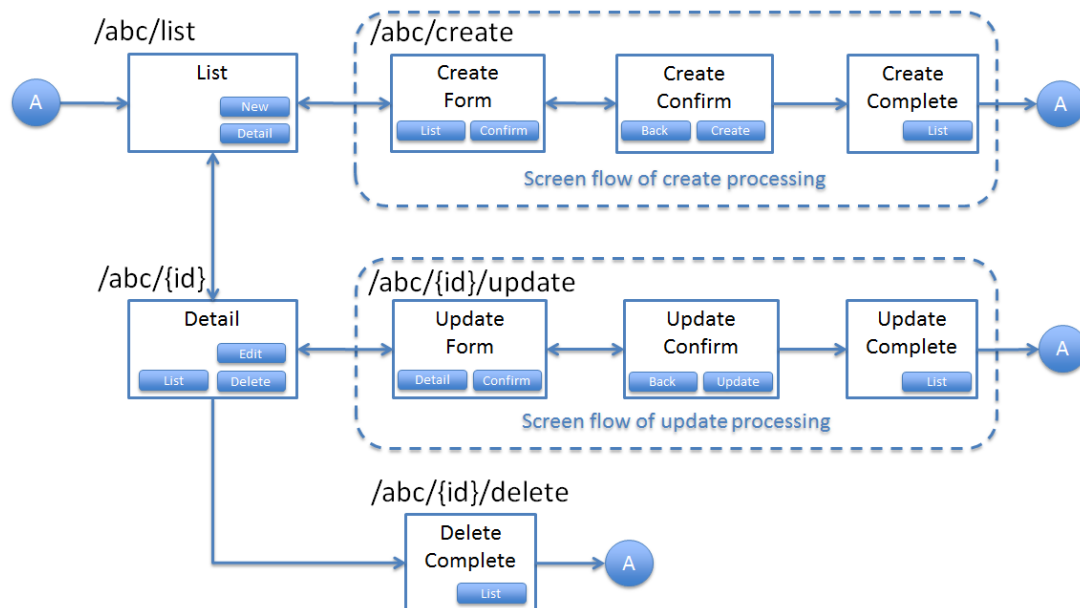 /abc/list
/abc/create
A
List
New
Detail
Create
Form
List
Confirm
Create
Confirm
Back
Create
Create
Complete
List
A
Screen flow of create processing
/abc/{id}
/abc/{id}/update
Detail
Edit
List
Delete
Update
Form
Detail
Confirm
Update
Confirm
Back
Update
Update
Complete
List
A
Screen flow of update processing
/abc/{id}/delete
Delete
Complete
List
A